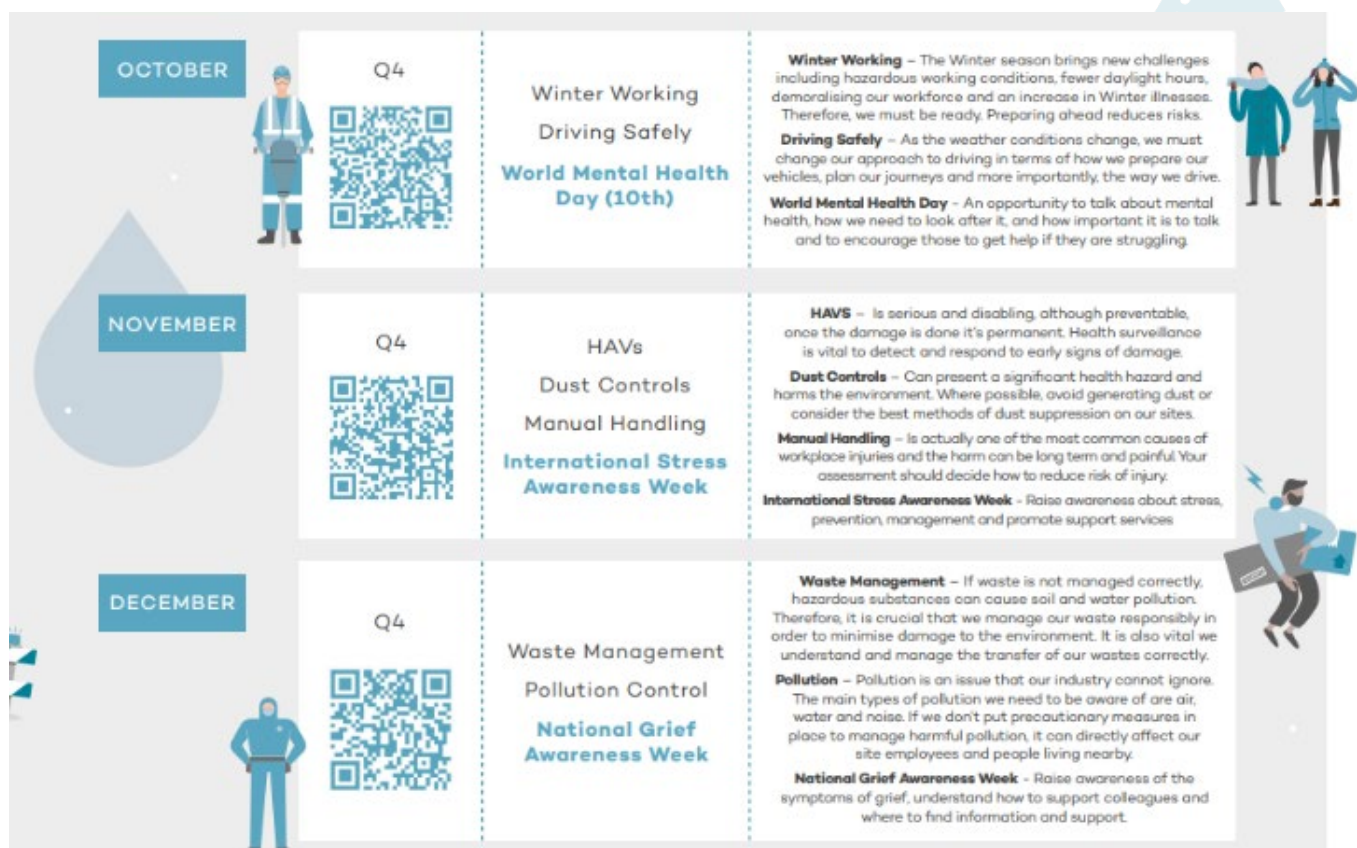 OCTOBER
Q4
Winter Working
Driving Safely
World Mental Health
Day (10th)
Winter Working – The Winter season brings new challenges
including hazardous working conditions, fewer daylight hours,
demoralising our workforce and an increase in Winter illnesses.
Therefore, we must be ready. Preparing ahead reduces risks.
Driving Safely – As the weather conditions change, we must
change our approach to driving in terms of how we prepare our
vehicles, plan our journeys and more importantly, the way we drive.
World Mental Health Day - An opportunity to talk about mental
health, how we need to look after it, and how important it is to talk
and to encourage those to get help if they are struggling.
NOVEMBER
Q4
HAVs
Dust Controls
Manual Handling
International Stress
Awareness Week
HAVS – Is serious and disabling, although preventable,
once the damage is done it's permanent. Health surveillance
is vital to detect and respond to early signs of damage.
Dust Controls – Can present a significant health hazard and
harms the environment. Where possible, avoid generating dust or
consider the best methods of dust suppression on our sites.
Manual Handling – Is actually one of the most common causes of
workplace injuries and the harm can be long term and painful. Your
assessment should decide how to reduce risk of injury.
International Stress Awareness Week - Raise awareness about stress,
prevention, management and promote support services
DECEMBER
Q4
Waste Management
Pollution Control
National Grief
Awareness Week
Waste Management – If waste is not managed correctly,
hazardous substances can cause soil and water pollution.
Therefore, it is crucial that we manage our waste responsibly in
order to minimise damage to the environment. It is also vital we
understand and manage the transfer of our wastes correctly.
Pollution – Pollution is an issue that our industry cannot ignore.
The main types of pollution we need to be aware of are air,
water and noise. If we don't put precautionary measures in
place to manage harmful pollution, it can directly affect our
site employees and people living nearby.
National Grief Awareness Week - Raise awareness of the
symptoms of grief, understand how to support colleagues and
where to find information and support.